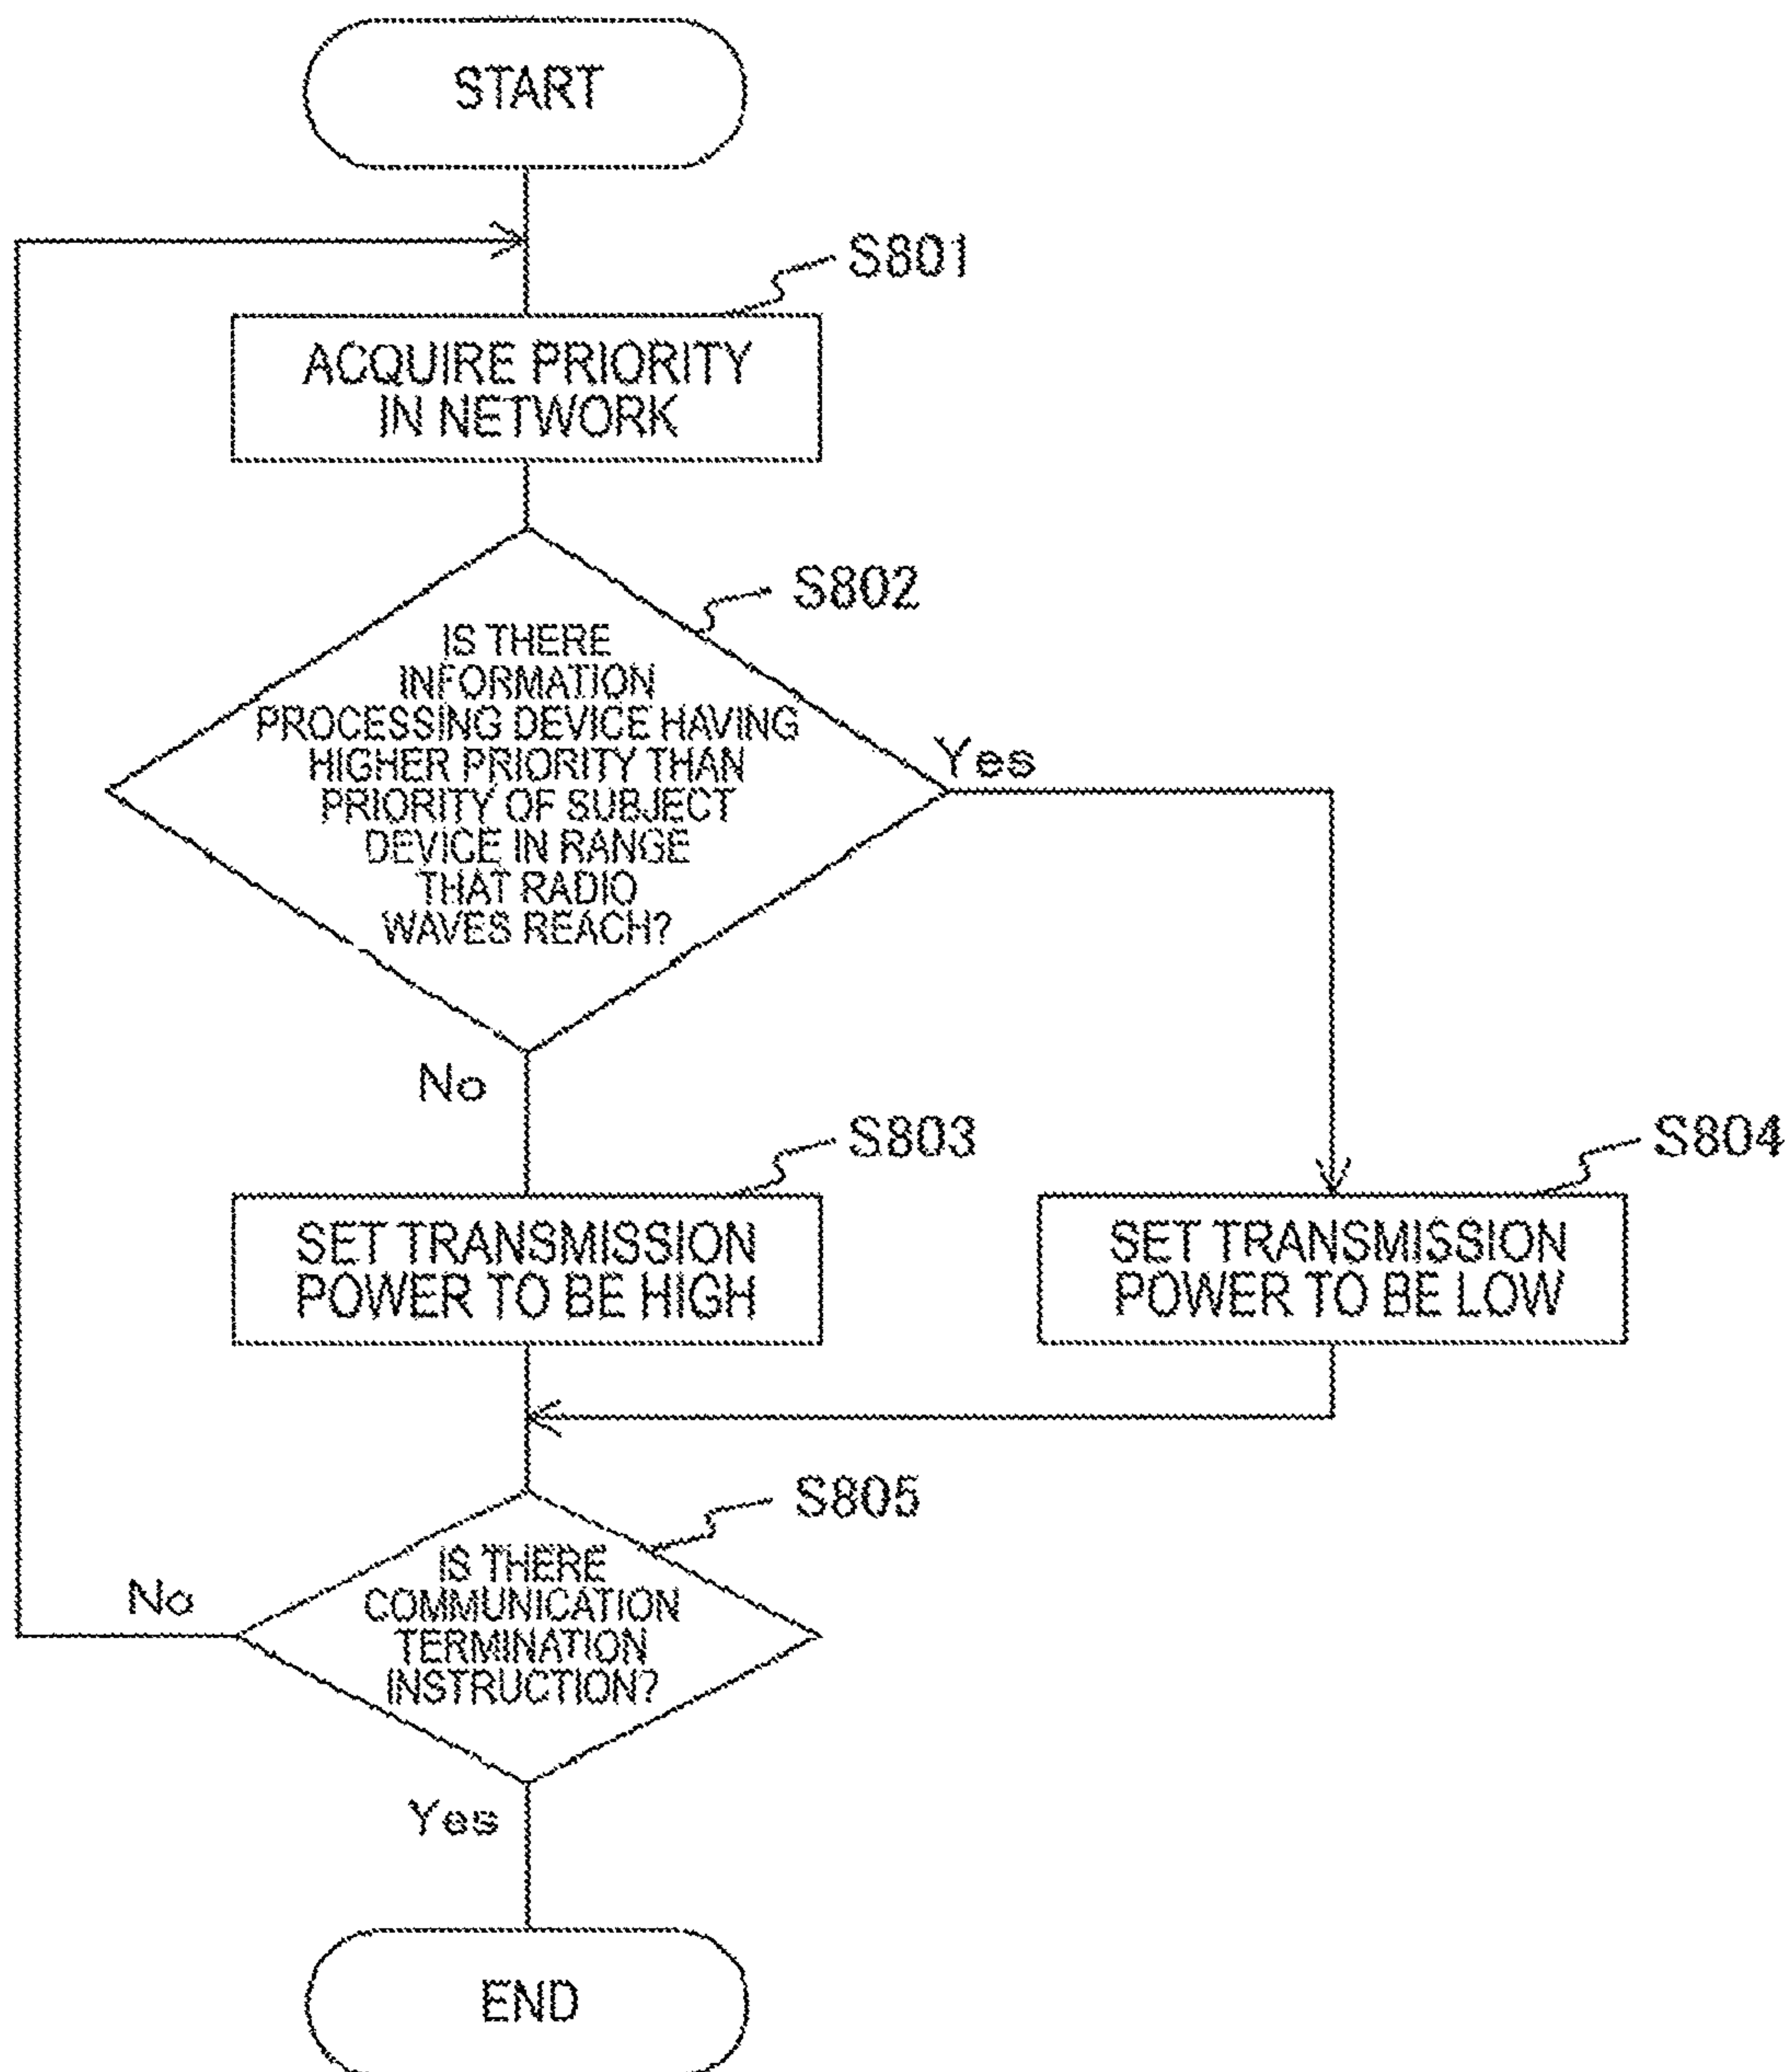 START
S801
ACQUIRE PRIORITY
IN NETWORK
S802
IS THERE
INFORMATION
PROCESSING DEVICE HAVING
HIGHER PRIORITY THAN
PRIORITY OF SUBJECT
DEVICE IN RANGE
THAT RADIO
WAVES REACH?
Yes
No
S803
SET TRANSMISSION
POWER TO BE HIGH
S804
SET TRANSMISSION
POWER TO BE LOW
S805
IS THERE
COMMUNICATION
TERMINATION
INSTRUCTION?
No
Yes
END